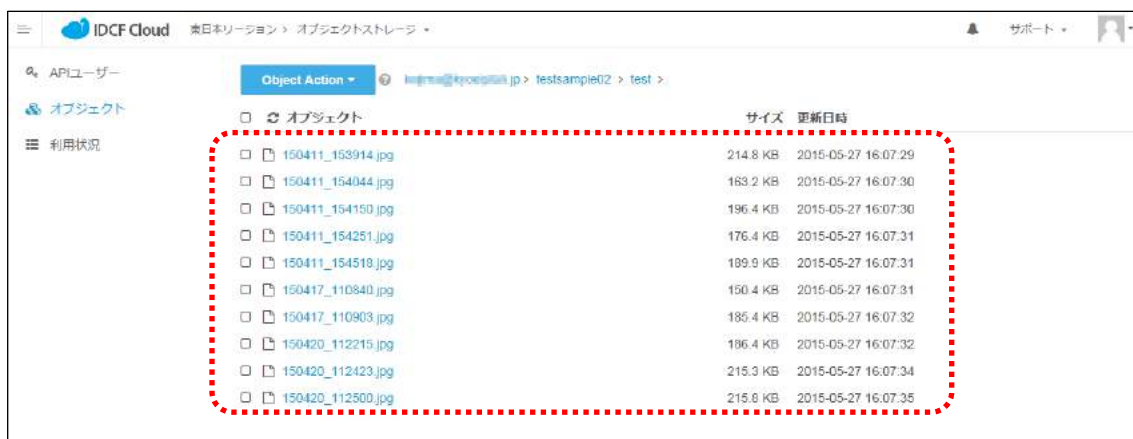 IDCF Cloud 東日本リージョン > オブジェクトストレージ サポート
APIユーザー
オブジェクト
利用状況
Object Action jp > testsample02 > test >
オブジェクト サイズ 更新日時
150411_153914.jpg 214.8 KB 2015-05-27 16:07:29
150411_154044.jpg 163.2 KB 2015-05-27 16:07:30
150411_154150.jpg 196.4 KB 2015-05-27 16:07:30
150411_154251.jpg 176.4 KB 2015-05-27 16:07:31
150411_154518.jpg 189.9 KB 2015-05-27 16:07:31
150417_110840.jpg 150.4 KB 2015-05-27 16:07:31
150417_110903.jpg 185.4 KB 2015-05-27 16:07:32
150420_112215.jpg 186.4 KB 2015-05-27 16:07:32
150420_112423.jpg 215.3 KB 2015-05-27 16:07:34
150420_112500.jpg 215.8 KB 2015-05-27 16:07:35